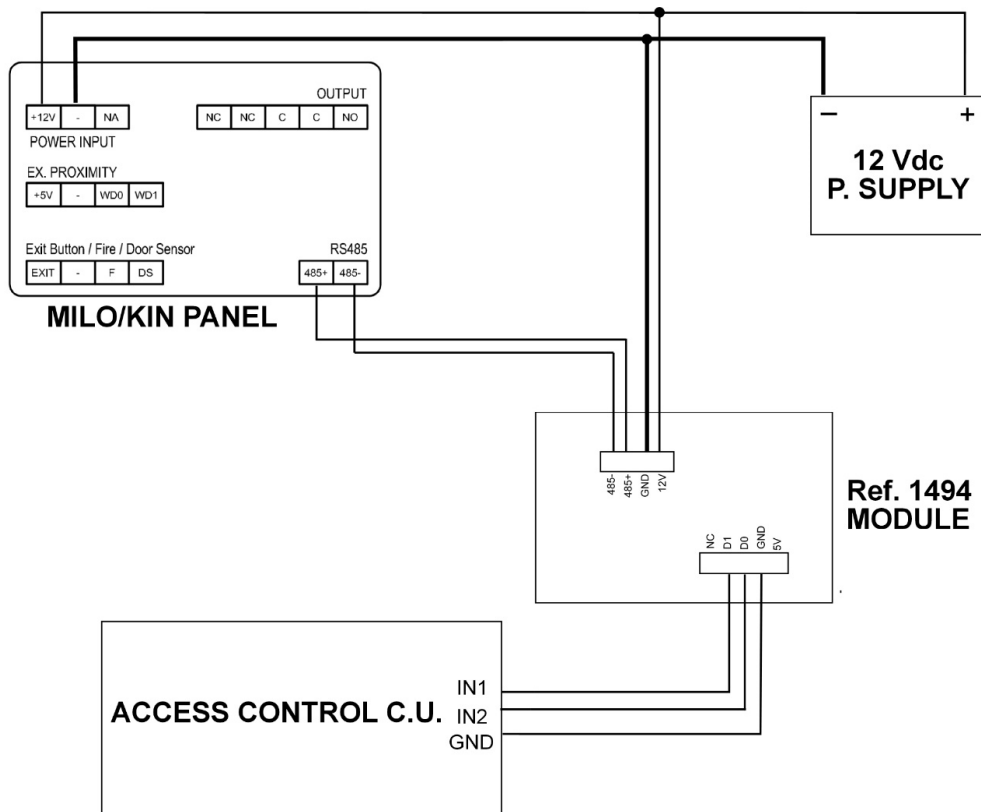 OUTPUT
+12V - NA
NC NC C C NO
POWER INPUT
EX. PROXIMITY
+5V - WD0 WD1
Exit Button / Fire / Door Sensor
RS485
EXIT - F DS
485+ 485-
MILO/KIN PANEL
- +
12 Vdc
P. SUPPLY
485-
485+
GND
12V
Ref. 1494
MODULE
NC
D1
D0
GND
5V
ACCESS CONTROL C.U.
IN1
IN2
GND